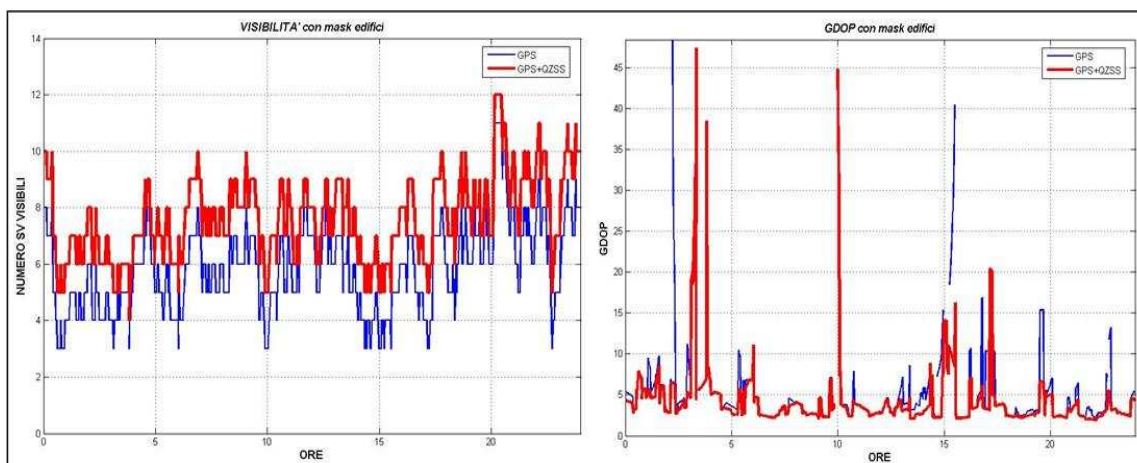 VISIBILITA' con mask edifici
14
12
10
8
6
4
2
0
NUMERO SV VISIBILI
GPS
GPS+QZSS
0 5 10 15 20
ORE
GDOP con mask edifici
45
40
35
30
25
20
15
10
5
0
GDOP
GPS
GPS+QZSS
0 5 10 15 20
ORE